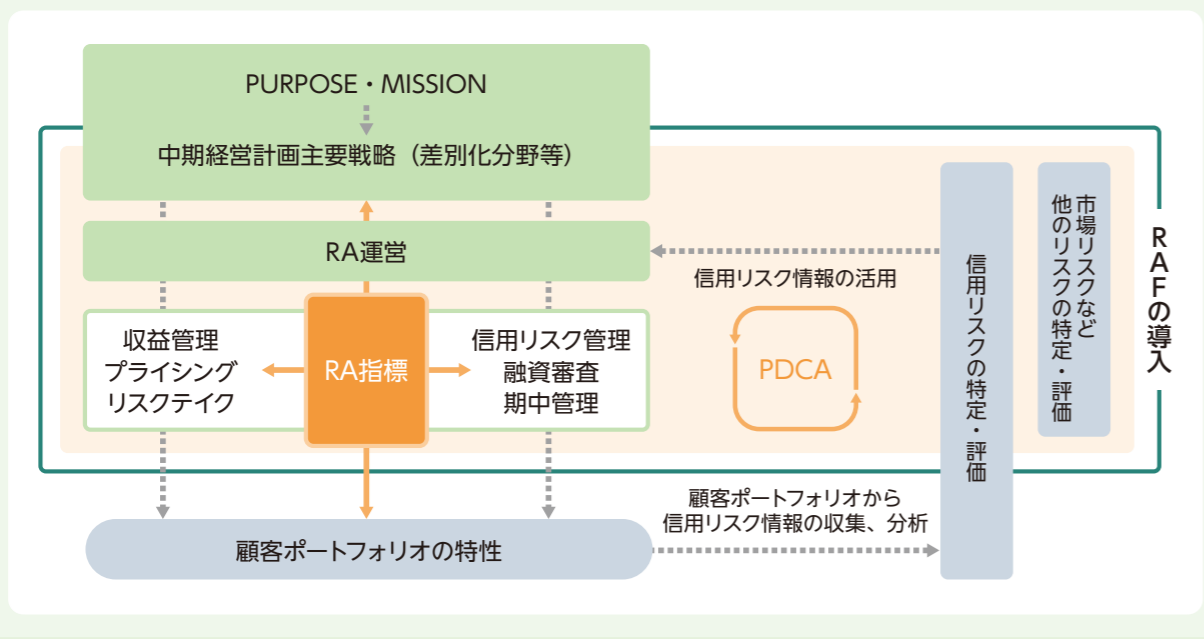 PURPOSE・MISSION
中期経営計画主要戦略（差別化分野等）
RA運営
収益管理
プライシング
リスクテイク
RA指標
信用リスク管理
融資審査
期中管理
信用リスク情報の活用
PDCA
顧客ポートフォリオの特性
顧客ポートフォリオから
信用リスク情報の収集、分析
信用リスクの特定・評価
市場リスクなど
他のリスクの特定・評価
RAFの導入